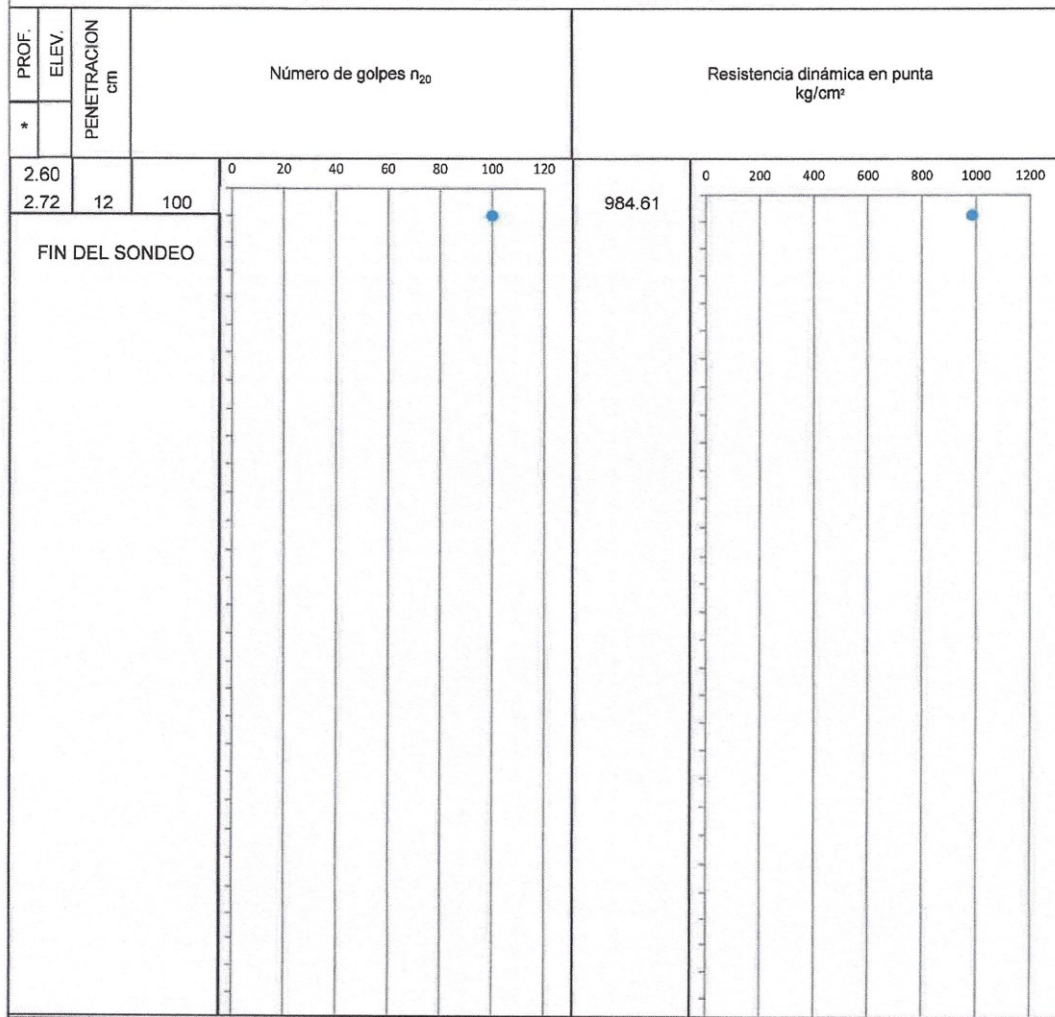 PROF.
ELEV.
PENETRACION
cm
Número de golpes n₂₀
Resistencia dinámica en punta
kg/cm²
*
0 20 40 60 80 100 120
0 200 400 600 800 1000 1200
2.60
2.72 12 100
984.61
FIN DEL SONDEO